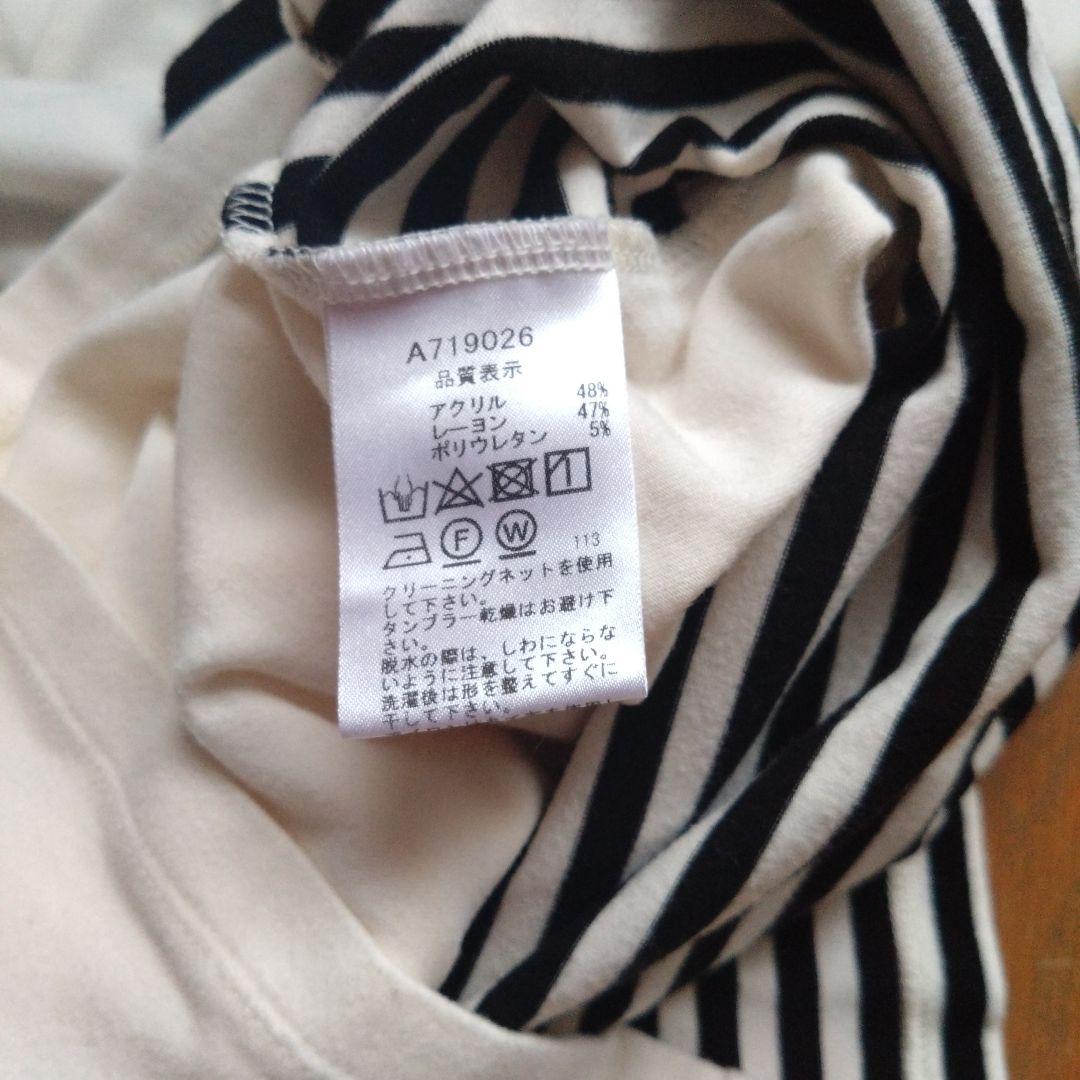 A719026
品質表示
アクリル 48%
レーヨン 47%
ポリウレタン 5%
F W 113
クリーニングネットを使用
して下さい。
タンブラー乾燥はお避け下
さい。
脱水の際は、しわにならな
いように注意して下さい。
洗濯後は形を整えてすぐに
干して下さい。